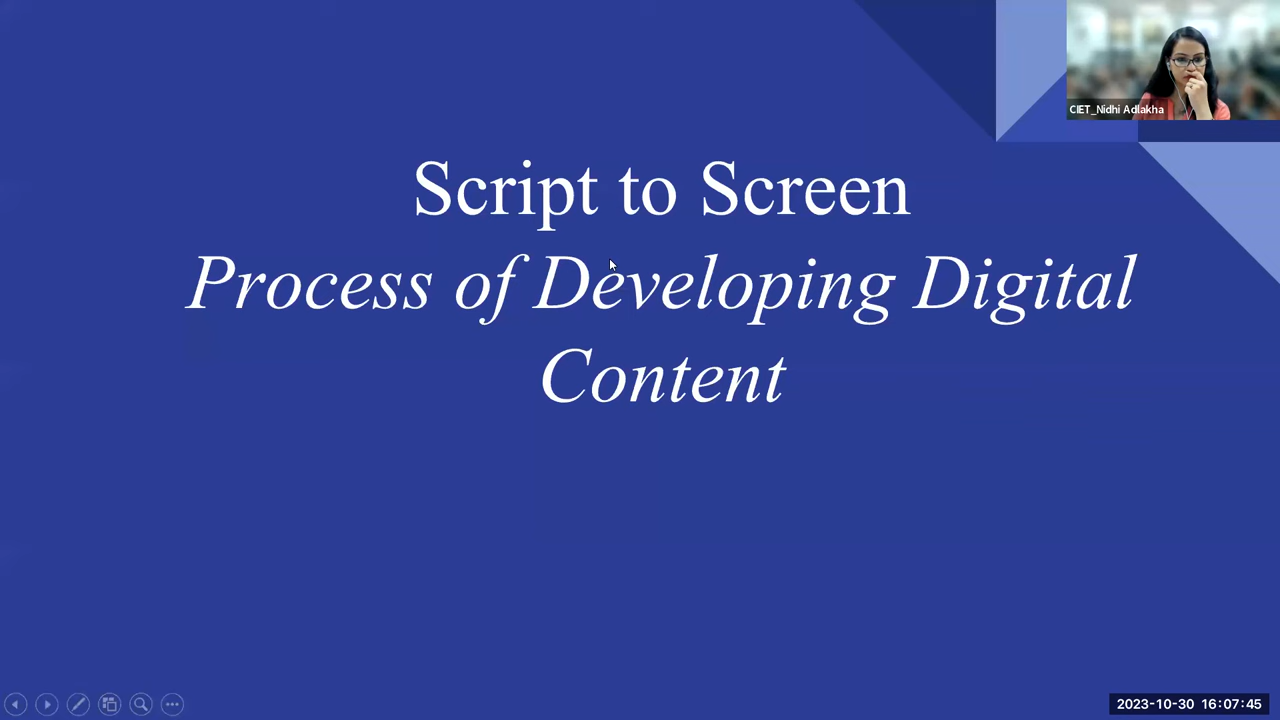 CIET_Nidhi Adlakha
Script to Screen
Process of Developing Digital
Content
2023-10-30 16:07:45